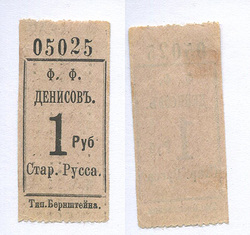 05025
Ф. Ф.
ДЕНИСОВЪ.
1 Руб
Стар. Русса.
Тип. Бернштейна.